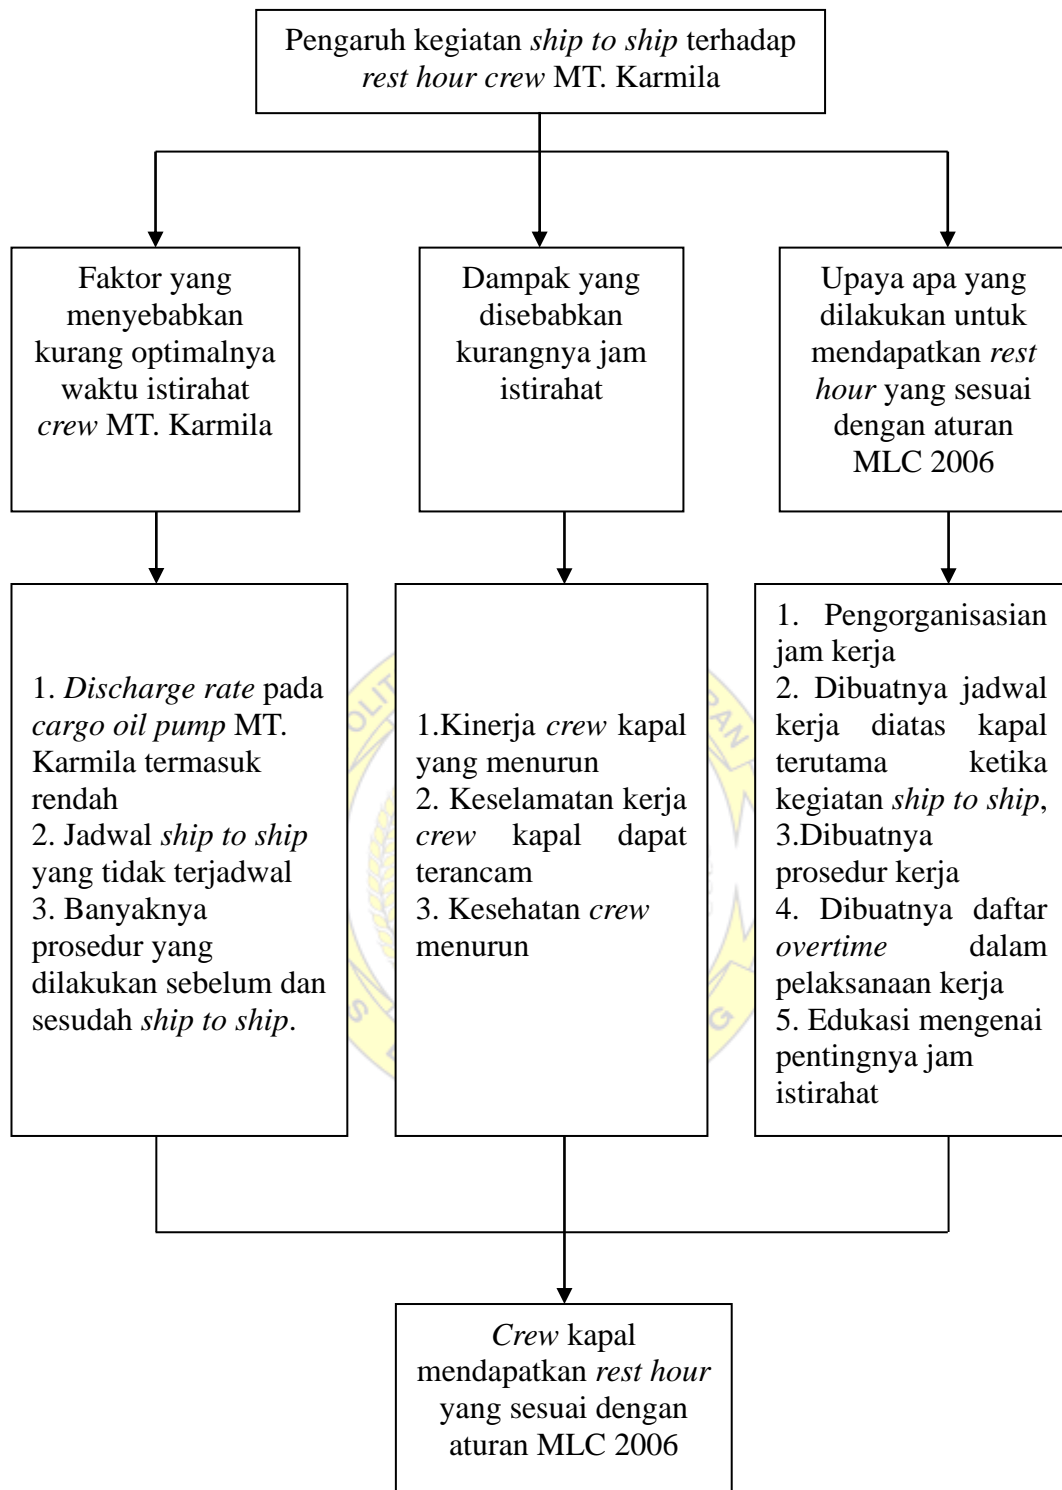 Pengaruh kegiatan ship to ship terhadap
rest hour crew MT. Karmila
Faktor yang
menyebabkan
kurang optimalnya
waktu istirahat
crew MT. Karmila
Dampak yang
disebabkan
kurangnya jam
istirahat
Upaya apa yang
dilakukan untuk
mendapatkan rest
hour yang sesuai
dengan aturan
MLC 2006
1. Discharge rate pada
cargo oil pump MT.
Karmila termasuk
rendah
2. Jadwal ship to ship
yang tidak terjadwal
3. Banyaknya
prosedur yang
dilakukan sebelum dan
sesudah ship to ship.
1.Kinerja crew kapal
yang menurun
2. Keselamatan kerja
crew kapal dapat
terancam
3. Kesehatan crew
menurun
1. Pengorganisasian
jam kerja
2. Dibuatnya jadwal
kerja diatas kapal
terutama ketika
kegiatan ship to ship,
3.Dibuatnya
prosedur kerja
4. Dibuatnya daftar
overtime dalam
pelaksanaan kerja
5. Edukasi mengenai
pentingnya jam
istirahat
Crew kapal
mendapatkan rest hour
yang sesuai dengan
aturan MLC 2006